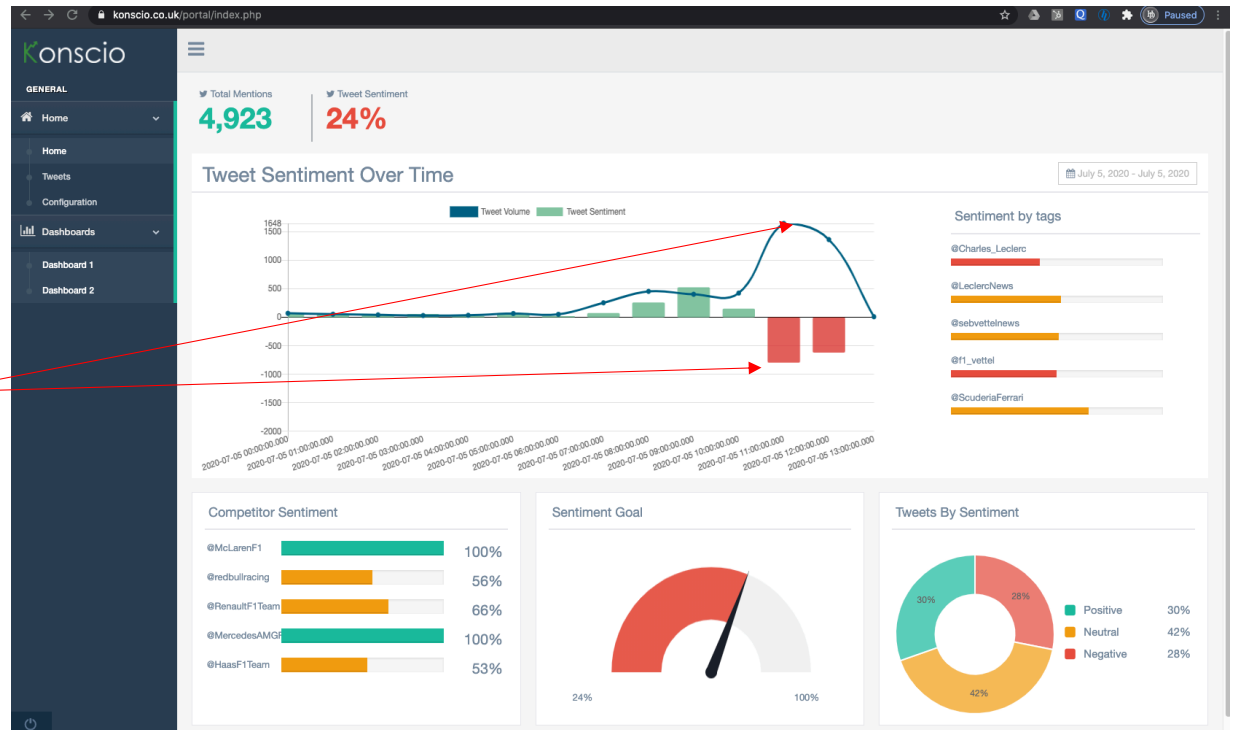 konscio.co.uk/portal/index.php
Paused
Konscio
GENERAL
Home
Home
Tweets
Configuration
Dashboards
Dashboard 1
Dashboard 2
Total Mentions
4,923
Tweet Sentiment
24%
Tweet Sentiment Over Time
July 5, 2020 - July 5, 2020
Tweet Volume
Tweet Sentiment
1648
1500
1000
500
0
-500
-1000
-1500
-2000
2020-07-05 00:00:00.000
2020-07-05 01:00:00.000
2020-07-05 02:00:00.000
2020-07-05 03:00:00.000
2020-07-05 04:00:00.000
2020-07-05 05:00:00.000
2020-07-05 06:00:00.000
2020-07-05 07:00:00.000
2020-07-05 08:00:00.000
2020-07-05 09:00:00.000
2020-07-05 10:00:00.000
2020-07-05 11:00:00.000
2020-07-05 12:00:00.000
2020-07-05 13:00:00.000
Sentiment by tags
@Charles_Leclerc
@LeclercNews
@sebvettelnews
@f1_vettel
@ScuderiaFerrari
Competitor Sentiment
@McLarenF1 100%
@redbullracing 56%
@RenaultF1Team 66%
@MercedesAMGF 100%
@HaasF1Team 53%
Sentiment Goal
24% 100%
Tweets By Sentiment
30%
28%
42%
Positive 30%
Neutral 42%
Negative 28%